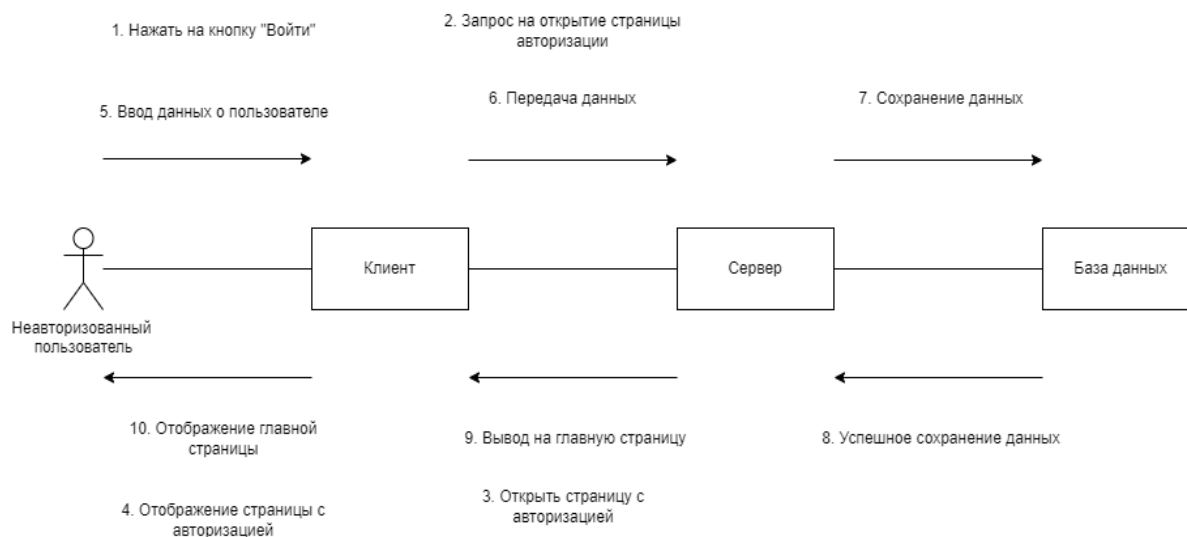 1. Нажать на кнопку "Войти"
2. Запрос на открытие страницы
авторизации
5. Ввод данных о пользователе
6. Передача данных
7. Сохранение данных
Клиент
Сервер
База данных
Неавторизованный
пользователь
10. Отображение главной
страницы
9. Вывод на главную страницу
8. Успешное сохранение данных
4. Отображение страницы с
авторизацией
3. Открыть страницу с
авторизацией